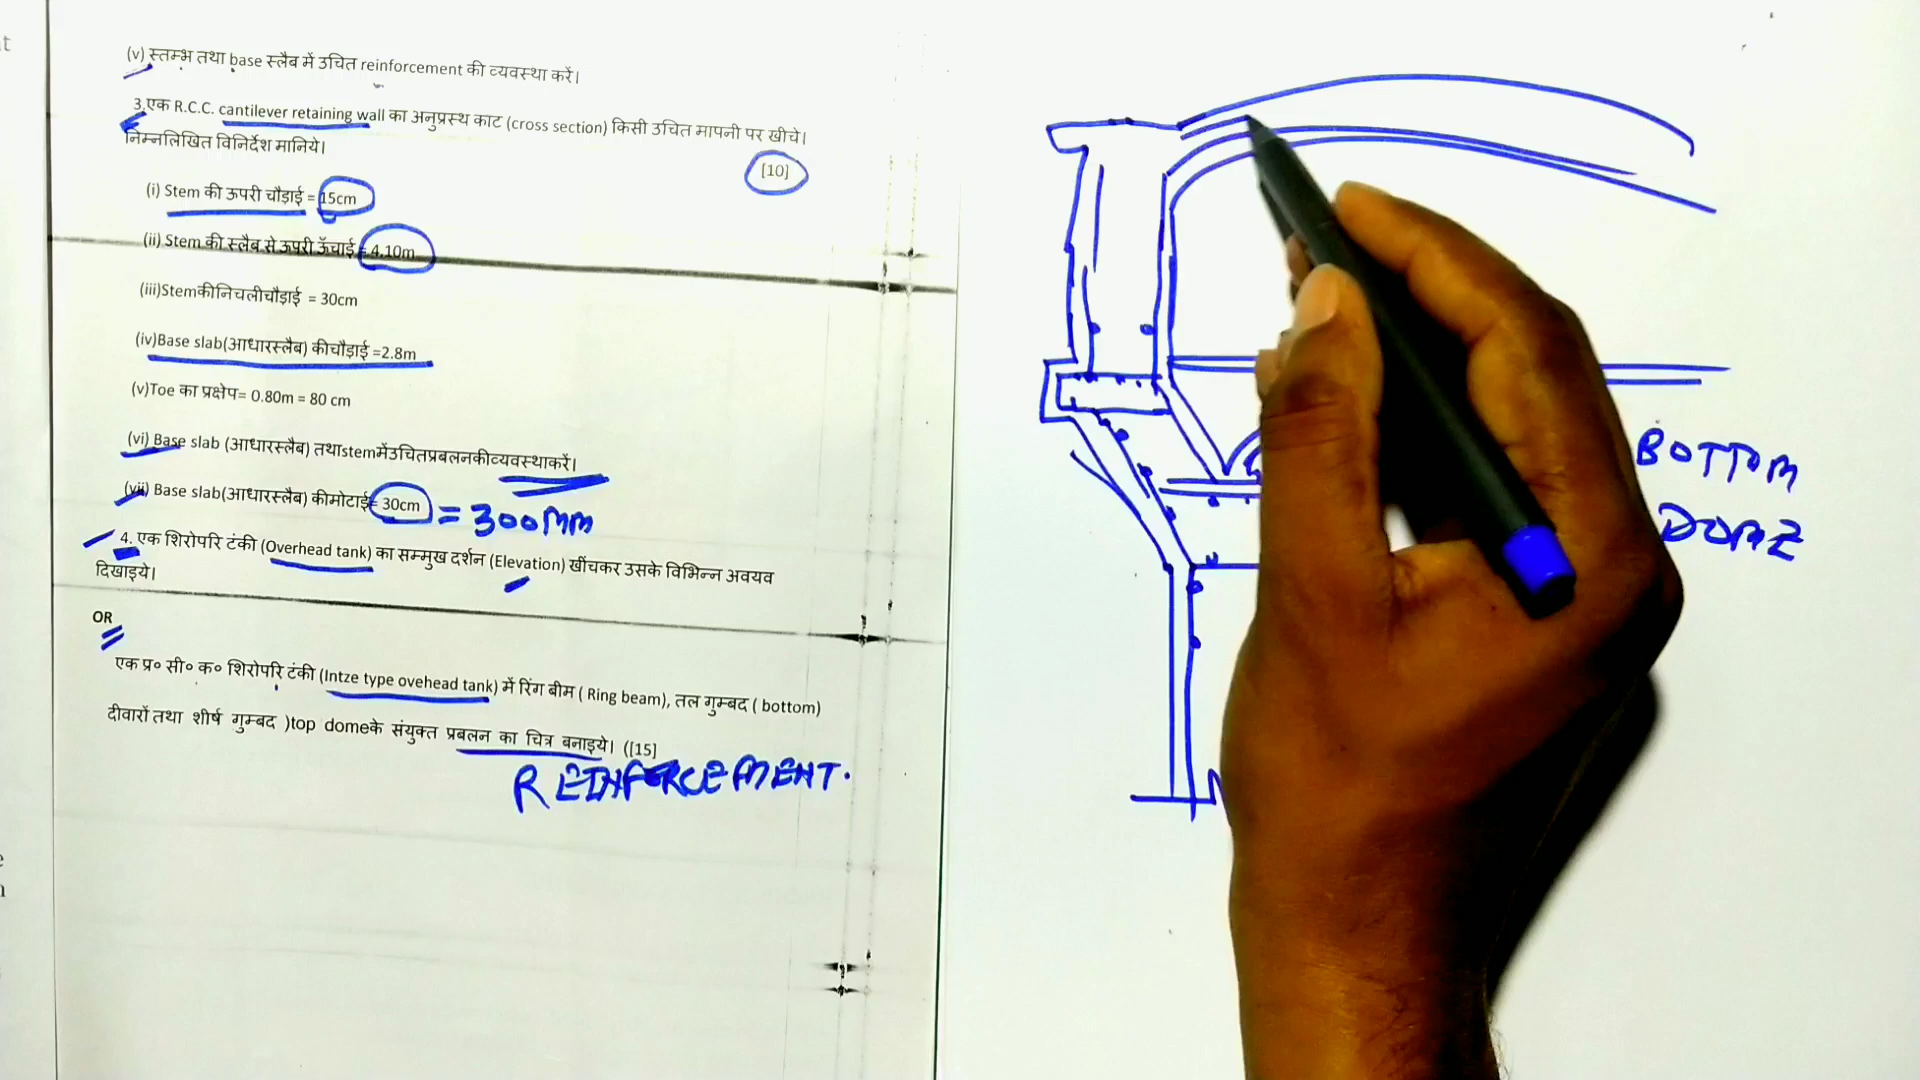 (v) स्तम्भ तथा base स्लैब में उचित reinforcement की व्यवस्था करें।
3.एक R.C.C. cantilever retaining wall का अनुप्रस्थ काट (cross section) किसी उचित मापनी पर खीचे।
निम्नलिखित विनिर्देश मानिये।
[10]
(i) Stem की ऊपरी चौड़ाई = 15cm
(ii) Stem की स्लैब से ऊपरी ऊँचाई = 4.10m
(iii)Stemकीनिचलीचौड़ाई = 30cm
(iv)Base slab(आधारस्लैब) कीचौड़ाई =2.8m
(v)Toe का प्रक्षेप= 0.80m = 80 cm
(vi) Base slab (आधारस्लैब) तथाstemमेंउचितप्रबलनकीव्यवस्थाकरें।
(vii) Base slab(आधारस्लैब) कीमोटाई= 30cm = 300MM
4. एक शिरोपरि टंकी (Overhead tank) का सम्मुख दर्शन (Elevation) खींचकर उसके विभिन्न अवयव
दिखाइये।
OR
एक प्र० सी० क० शिरोपरि टंकी (Intze type ovehead tank) में रिंग बीम ( Ring beam), तल गुम्बद ( bottom)
दीवारों तथा शीर्ष गुम्बद )top domeके संयुक्त प्रबलन का चित्र बनाइये। ([15]
REINFORCEMENT.
BOTTOM
DOME